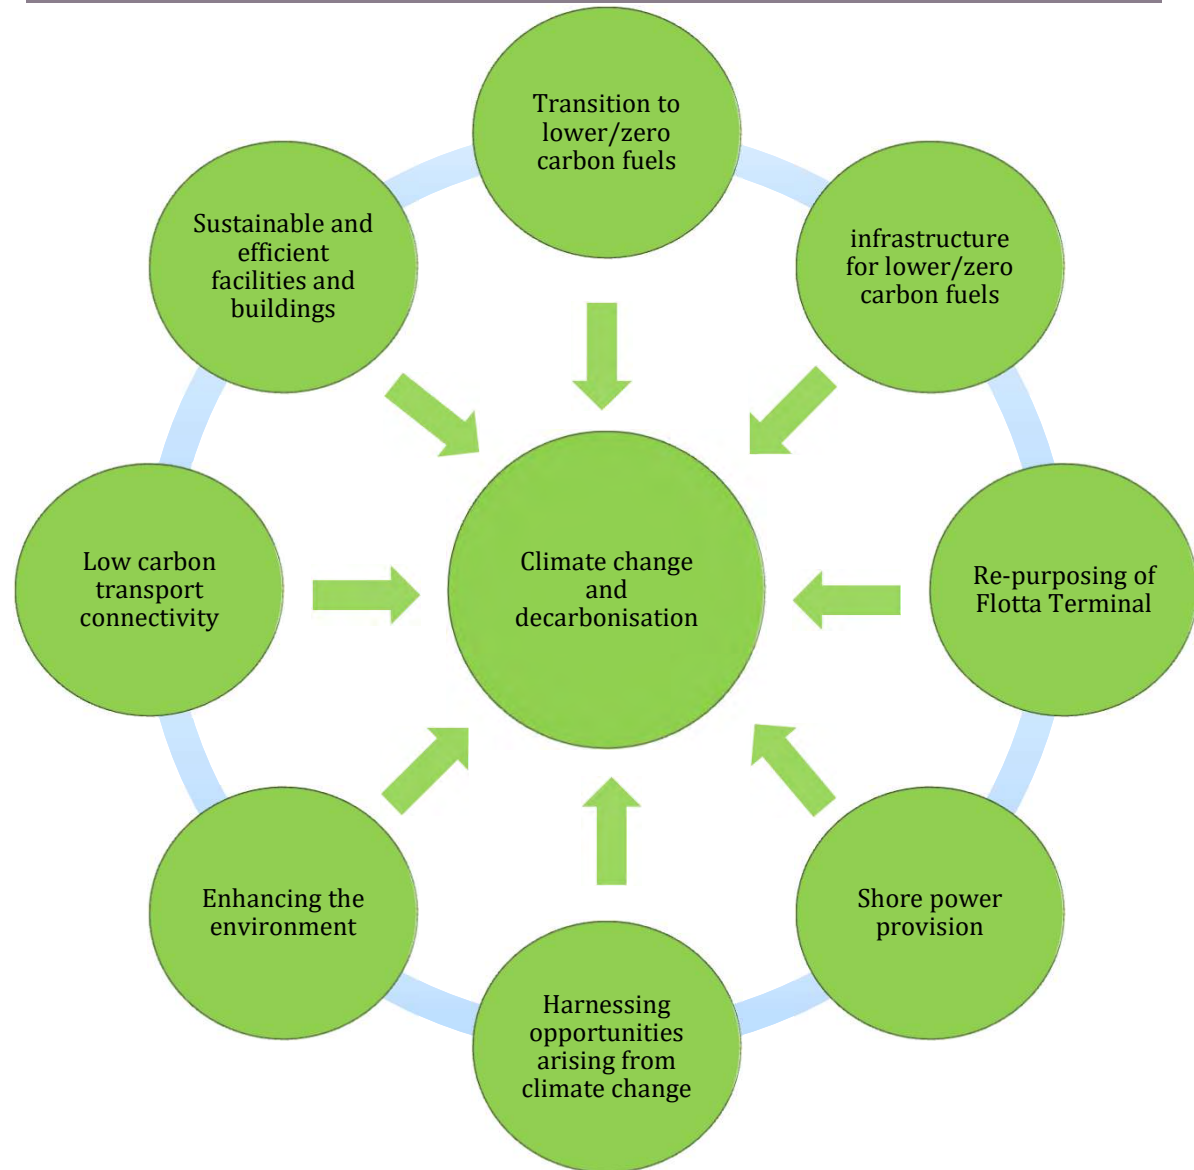 Transition to
lower/zero
carbon fuels
infrastructure
for lower/zero
carbon fuels
Re-purposing of
Flotta Terminal
Shore power
provision
Harnessing
opportunities
arising from
climate change
Enhancing the
environment
Low carbon
transport
connectivity
Sustainable and
efficient
facilities and
buildings
Climate change
and
decarbonisation